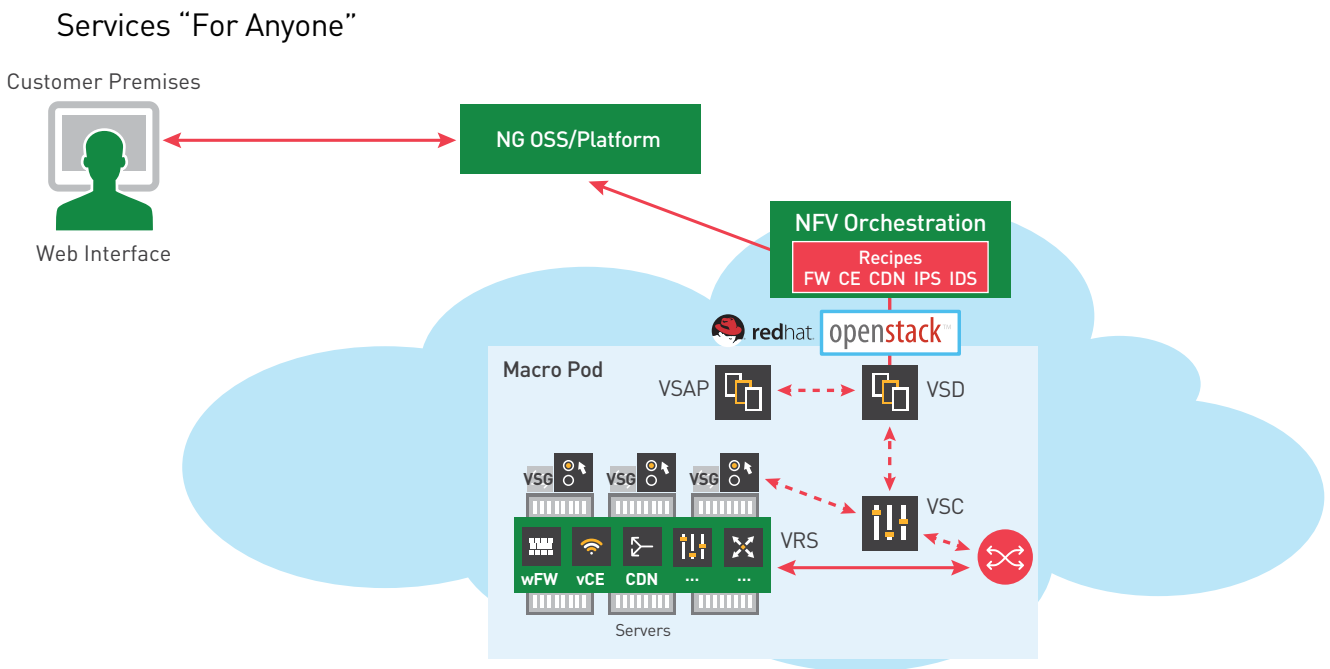 Services “For Anyone”
Customer Premises
Web Interface
NG OSS/Platform
NFV Orchestration
Recipes
FW CE CDN IPS IDS
redhat.
openstack™
Macro Pod
VSAP
VSD
VSG
VSG
VSG
VSC
VRS
wFW
vCE
CDN
...
...
Servers